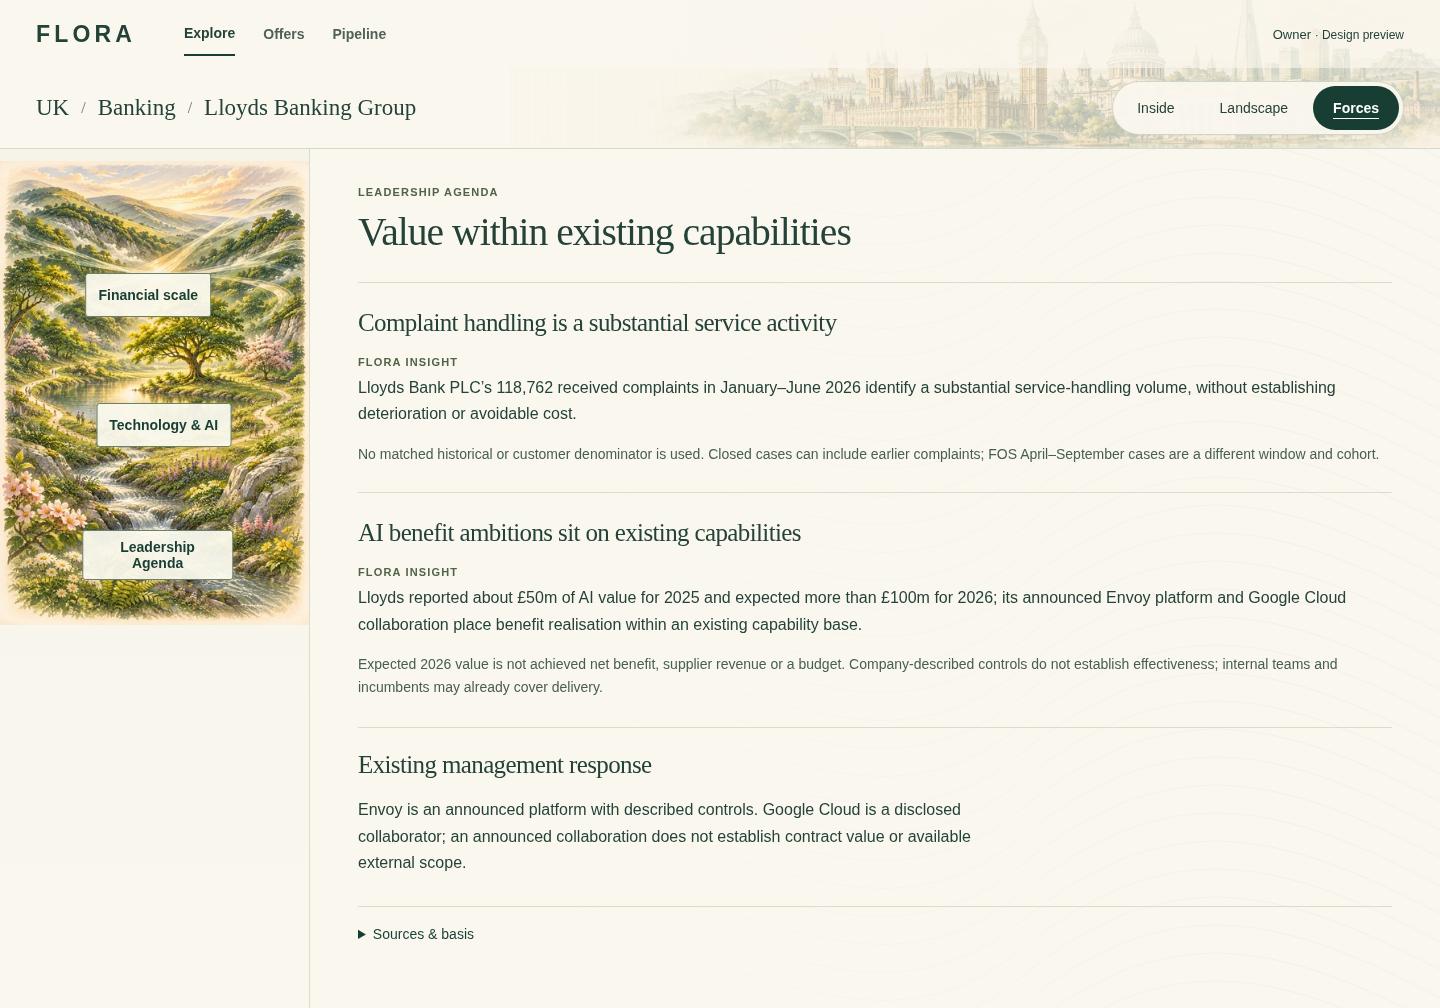 FLORA
Explore
Offers
Pipeline
Owner · Design preview
UK / Banking / Lloyds Banking Group
Inside
Landscape
Forces
Financial scale
Technology & AI
Leadership
Agenda
LEADERSHIP AGENDA
Value within existing capabilities
Complaint handling is a substantial service activity
FLORA INSIGHT
Lloyds Bank PLC’s 118,762 received complaints in January–June 2026 identify a substantial service-handling volume, without establishing
deterioration or avoidable cost.
No matched historical or customer denominator is used. Closed cases can include earlier complaints; FOS April–September cases are a different window and cohort.
AI benefit ambitions sit on existing capabilities
FLORA INSIGHT
Lloyds reported about £50m of AI value for 2025 and expected more than £100m for 2026; its announced Envoy platform and Google Cloud
collaboration place benefit realisation within an existing capability base.
Expected 2026 value is not achieved net benefit, supplier revenue or a budget. Company-described controls do not establish effectiveness; internal teams and
incumbents may already cover delivery.
Existing management response
Envoy is an announced platform with described controls. Google Cloud is a disclosed
collaborator; an announced collaboration does not establish contract value or available
external scope.
Sources & basis